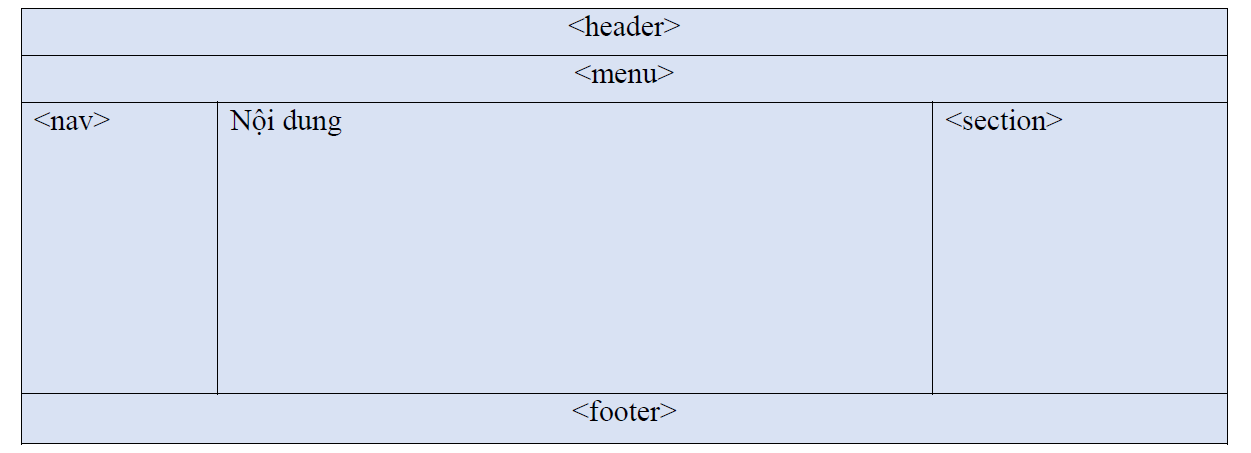 <header>
<menu>
<nav>
Nội dung
<section>
<footer>